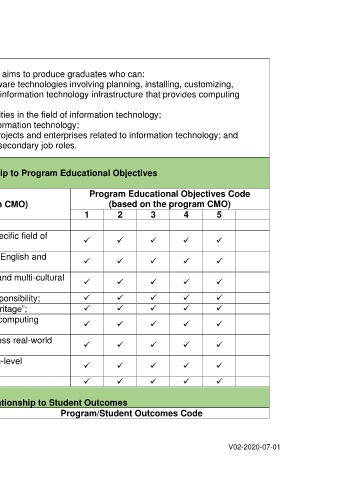 aims to produce graduates who can:
ware technologies involving planning, installing, customizing,
information technology infrastructure that provides computing
ities in the field of information technology;
ormation technology;
rojects and enterprises related to information technology; and
secondary job roles.
hip to Program Educational Objectives
m CMO)
Program Educational Objectives Code
(based on the program CMO)
1 2 3 4 5
ecific field of
✓ ✓ ✓ ✓ ✓
English and
✓ ✓ ✓ ✓ ✓
and multi-cultural
✓ ✓ ✓ ✓ ✓
ponsibility; ✓ ✓ ✓ ✓ ✓
ritage"; ✓ ✓ ✓ ✓ ✓
computing
✓ ✓ ✓ ✓ ✓
ess real-world
✓ ✓ ✓ ✓ ✓
-level
✓ ✓ ✓ ✓ ✓
✓ ✓ ✓ ✓ ✓
ationship to Student Outcomes
Program/Student Outcomes Code
V02-2020-07-01